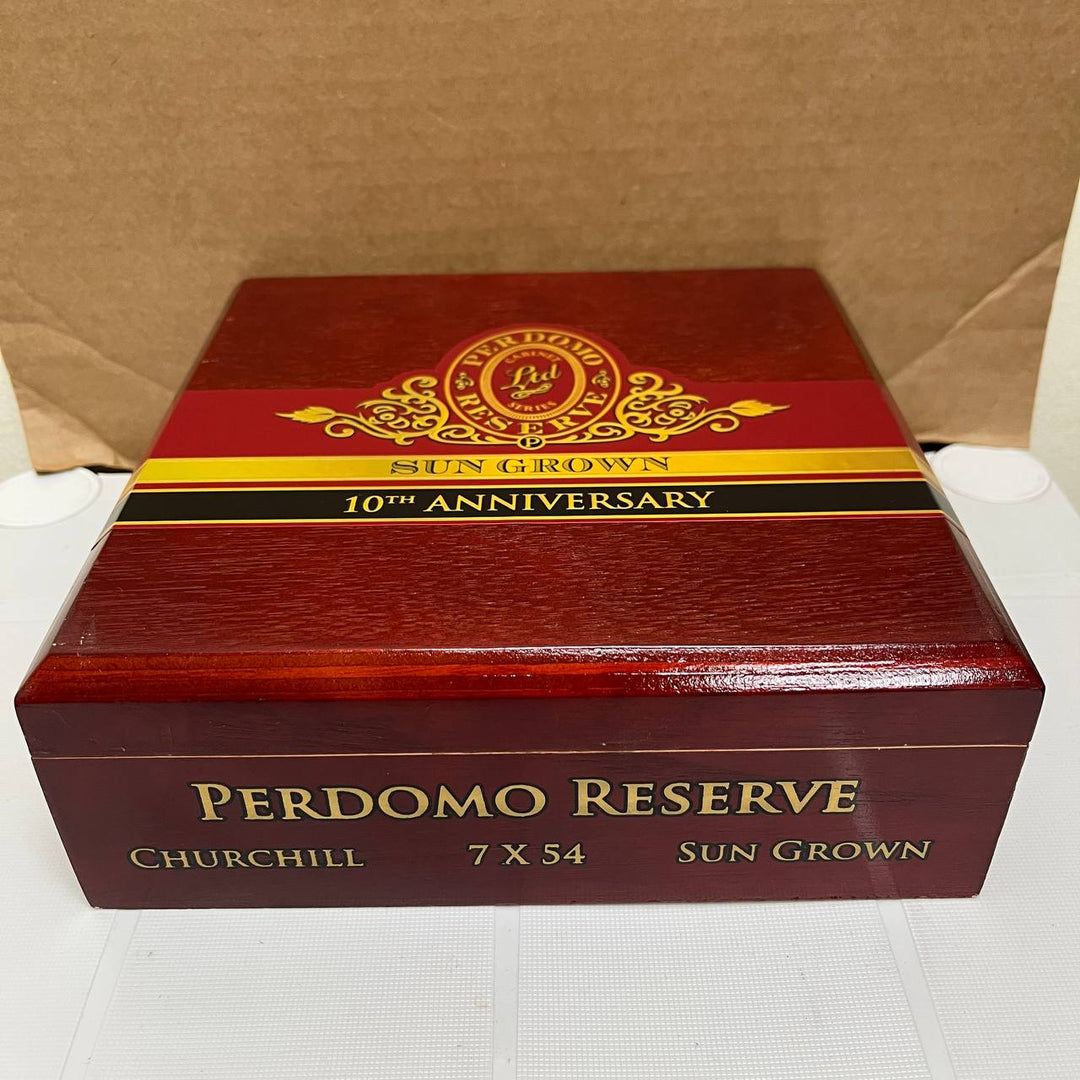 PERDOMO
CABINET
Ltd
SERIES
RESERVE
P
SUN GROWN
10TH ANNIVERSARY
PERDOMO RESERVE
CHURCHILL 7 X 54 SUN GROWN